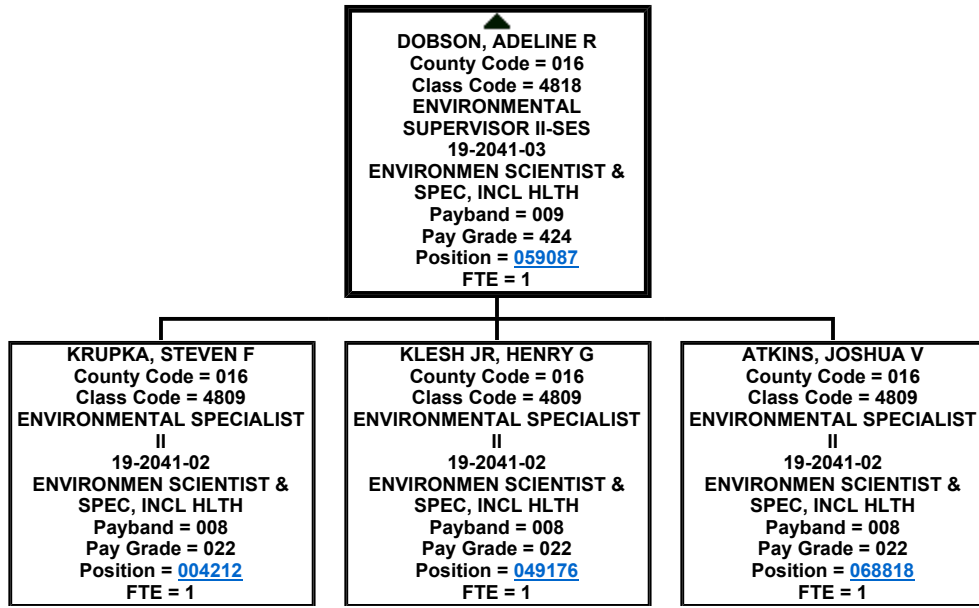 DOBSON, ADELINE R
County Code = 016
Class Code = 4818
ENVIRONMENTAL
SUPERVISOR II-SES
19-2041-03
ENVIRONMEN SCIENTIST &
SPEC, INCL HLTH
Payband = 009
Pay Grade = 424
Position = 059087
FTE = 1
KRUPKA, STEVEN F
County Code = 016
Class Code = 4809
ENVIRONMENTAL SPECIALIST
II
19-2041-02
ENVIRONMEN SCIENTIST &
SPEC, INCL HLTH
Payband = 008
Pay Grade = 022
Position = 004212
FTE = 1
KLESH JR, HENRY G
County Code = 016
Class Code = 4809
ENVIRONMENTAL SPECIALIST
II
19-2041-02
ENVIRONMEN SCIENTIST &
SPEC, INCL HLTH
Payband = 008
Pay Grade = 022
Position = 049176
FTE = 1
ATKINS, JOSHUA V
County Code = 016
Class Code = 4809
ENVIRONMENTAL SPECIALIST
II
19-2041-02
ENVIRONMEN SCIENTIST &
SPEC, INCL HLTH
Payband = 008
Pay Grade = 022
Position = 068818
FTE = 1